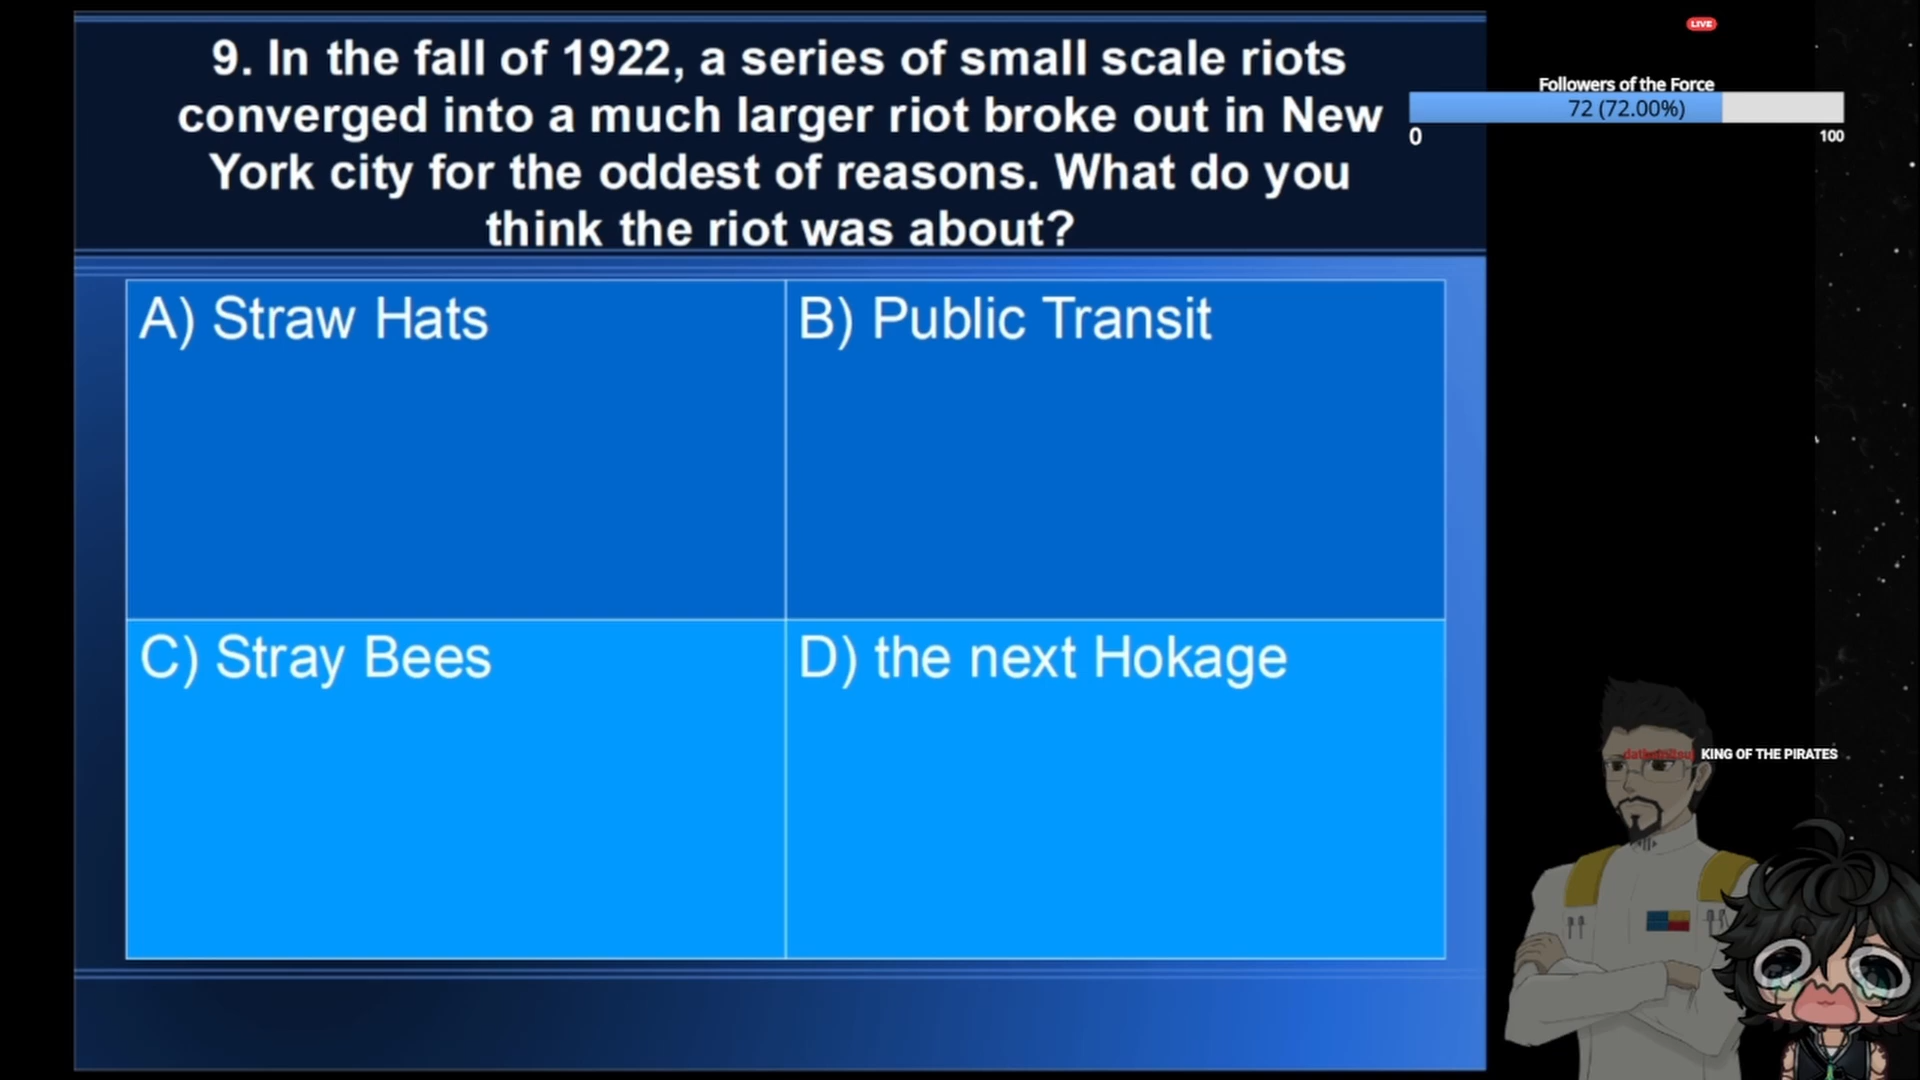 9. In the fall of 1922, a series of small scale riots
converged into a much larger riot broke out in New
York city for the oddest of reasons. What do you
think the riot was about?
A) Straw Hats
B) Public Transit
C) Stray Bees
D) the next Hokage
LIVE
Followers of the Force
72 (72.00%)
0
100
KING OF THE PIRATES